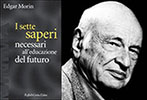 Edgar Morin
I sette
saperi
necessari
all'educazione
del futuro